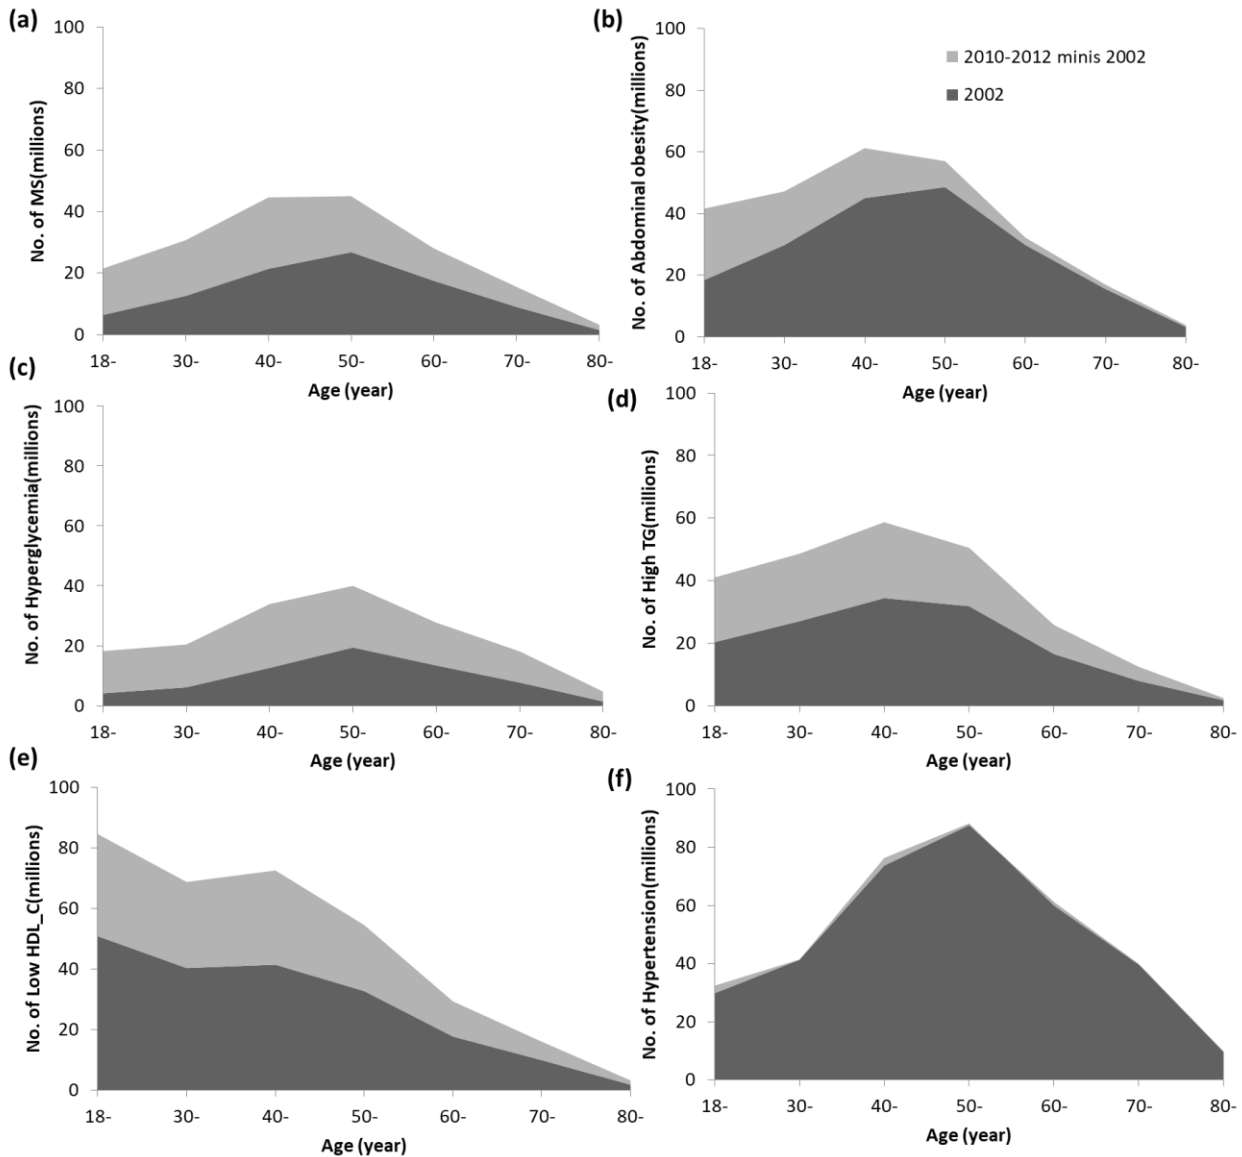 (a)
100
80
60
40
20
0
No. of MS(millions)
18- 30- 40- 50- 60- 70- 80-
Age (year)
(b)
100
80
60
40
20
0
No. of Abdominal obesity(millions)
2010-2012 minis 2002
2002
18- 30- 40- 50- 60- 70- 80-
Age (year)
(c)
100
80
60
40
20
0
No. of Hyperglycemia(millions)
18- 30- 40- 50- 60- 70- 80-
Age (year)
(d)
100
80
60
40
20
0
No. of High TG(millions)
18- 30- 40- 50- 60- 70- 80-
Age (year)
(e)
100
80
60
40
20
0
No. of Low HDL_C(millions)
18- 30- 40- 50- 60- 70- 80-
Age (year)
(f)
100
80
60
40
20
0
No. of Hypertension(millions)
18- 30- 40- 50- 60- 70- 80-
Age (year)